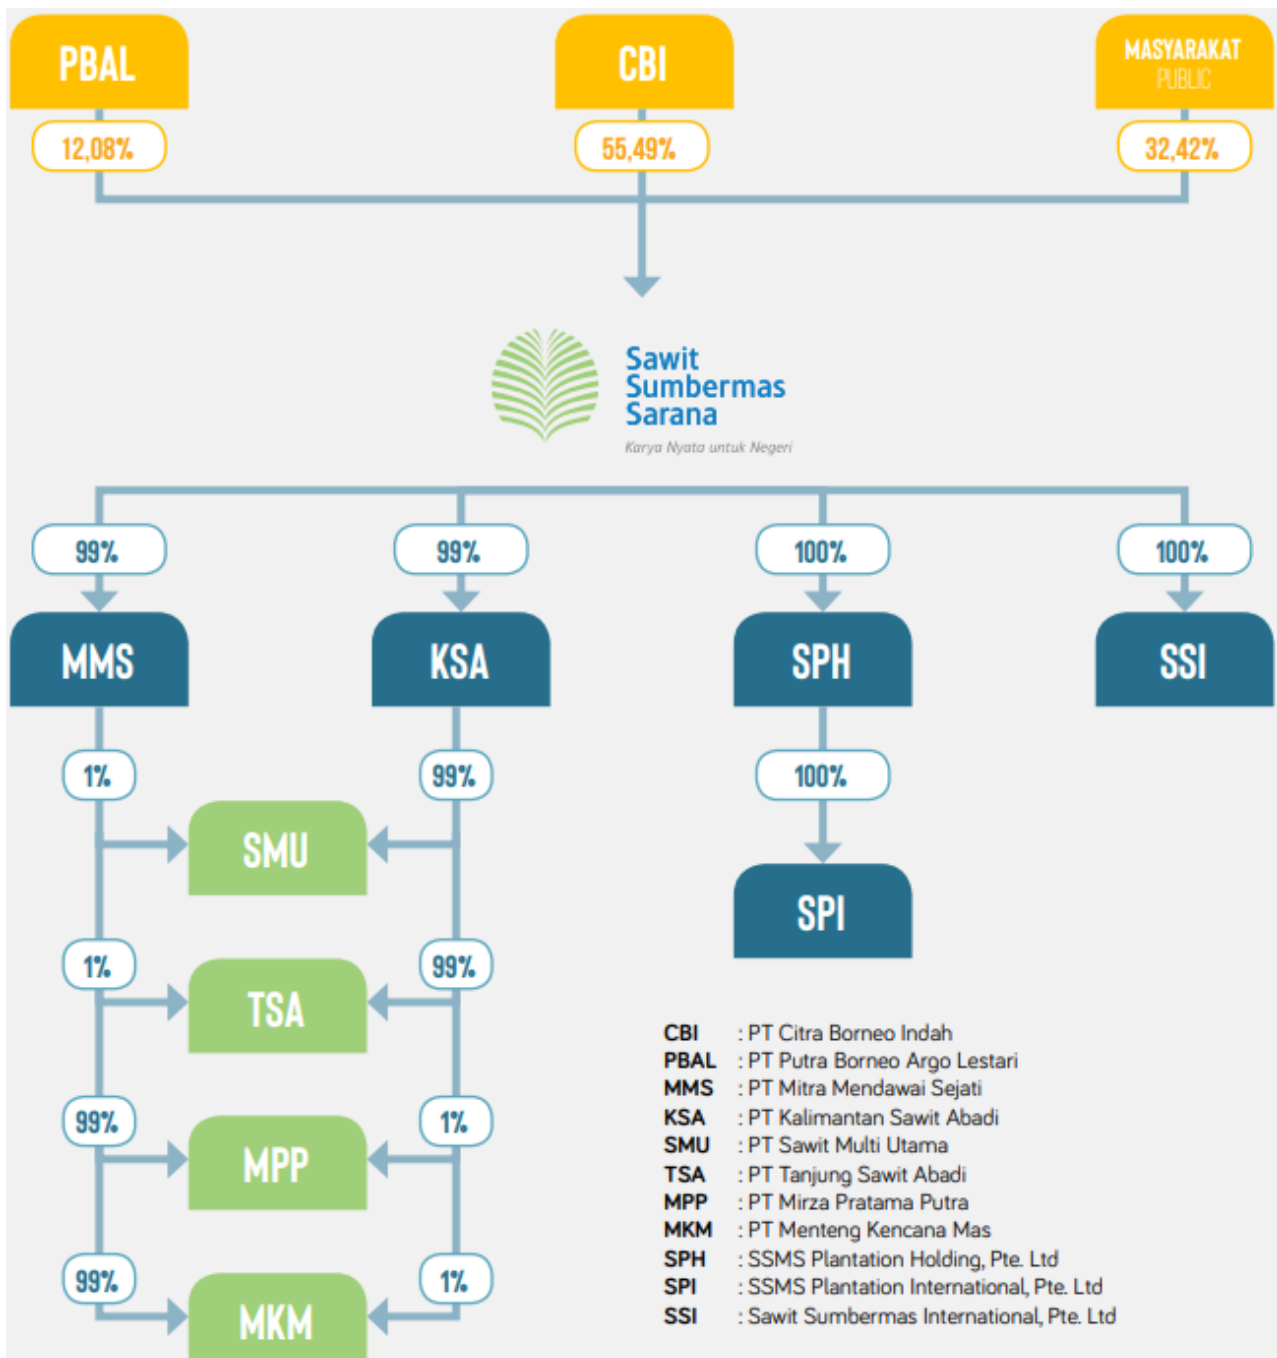 PBAL
CBI
MASYARAKAT
PUBLIC
12,08%
55,49%
32,42%
Sawit
Sumbermas
Sarana
Karya Nyata untuk Negeri
99%
99%
100%
100%
MMS
KSA
SPH
SSI
1%
99%
100%
SMU
SPI
1%
99%
TSA
99%
1%
MPP
99%
1%
MKM
CBI : PT Citra Borneo Indah
PBAL : PT Putra Borneo Argo Lestari
MMS : PT Mitra Mendawai Sejati
KSA : PT Kalimantan Sawit Abadi
SMU : PT Sawit Multi Utama
TSA : PT Tanjung Sawit Abadi
MPP : PT Mirza Pratama Putra
MKM : PT Menteng Kencana Mas
SPH : SSMS Plantation Holding, Pte. Ltd
SPI : SSMS Plantation International, Pte. Ltd
SSI : Sawit Sumbermas International, Pte. Ltd